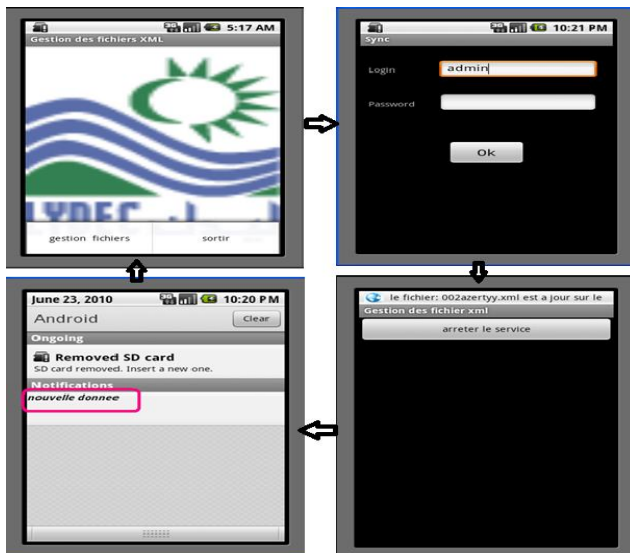 5:17 AM
Gestion des fichiers XML
LYDEC ليدك
gestion fichiers
sortir
10:21 PM
Sync
Login
admin
Password
Ok
le fichier: 002azertyy.xml est a jour sur le
Gestion des fichier xml
arreter le service
June 23, 2010
10:20 PM
Android
Clear
Ongoing
Removed SD card
SD card removed. Insert a new one.
Notifications
nouvelle donnee